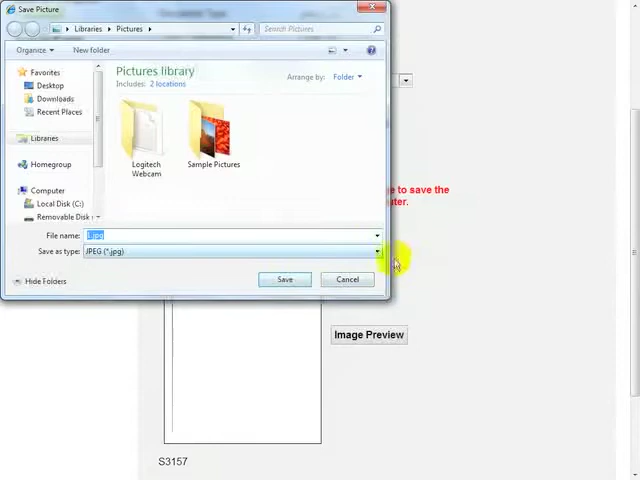 Save Picture
Libraries
Pictures
Search Pictures
Organize
New folder
Favorites
Desktop
Downloads
Recent Places
Libraries
Homegroup
Computer
Local Disk (C:)
Removable Disk
Pictures library
Includes: 2 locations
Arrange by: Folder
Logitech
Webcam
Sample Pictures
File name: 1.jpg
Save as type: JPEG (*.jpg)
Hide Folders
Save
Cancel
e to save the
uter.
Image Preview
S3157